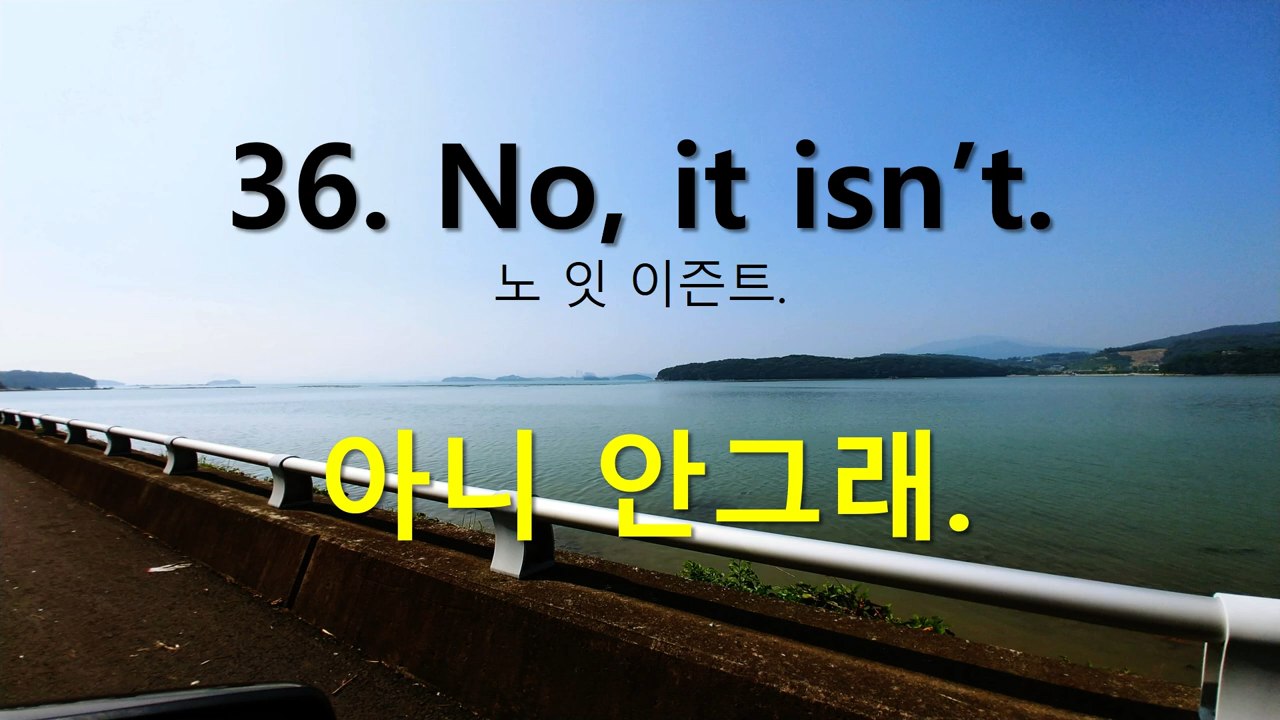 36. No, it isn’t.
노 잇 이즌트.
아니 안그래.